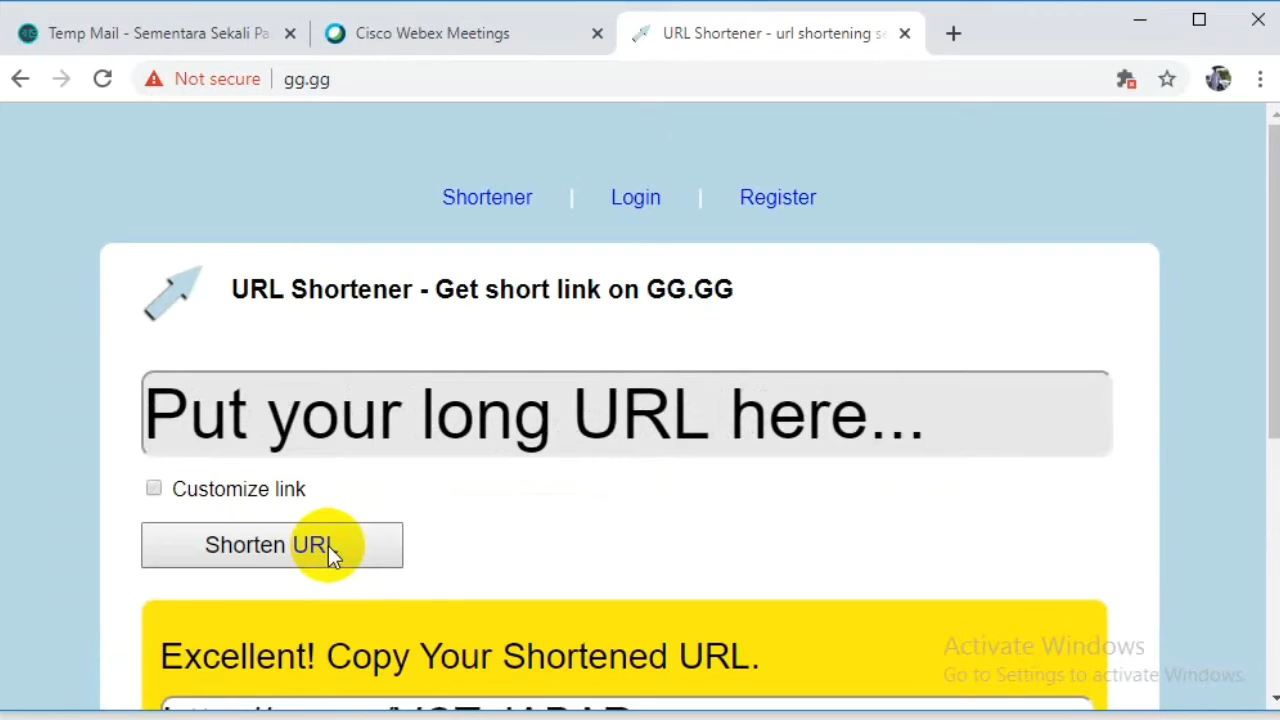 Temp Mail - Sementara Sekali Pa
Cisco Webex Meetings
URL Shortener - url shortening se
Not secure
gg.gg
Shortener | Login | Register
URL Shortener - Get short link on GG.GG
Put your long URL here...
Customize link
Shorten URL
Excellent! Copy Your Shortened URL.
Activate Windows
Go to Settings to activate Windows.